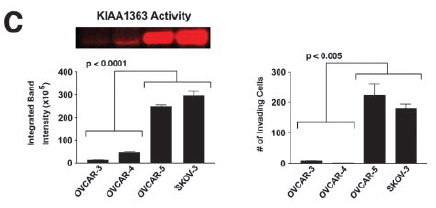 C
KIAA1363 Activity
p < 0.0001
Integrated Band
Intensity (x10⁵)
400
300
200
100
0
OVCAR-3
OVCAR-4
OVCAR-5
SKOV-3
p < 0.005
# of Invading Cells
300
200
100
0
OVCAR-3
OVCAR-4
OVCAR-5
SKOV-3